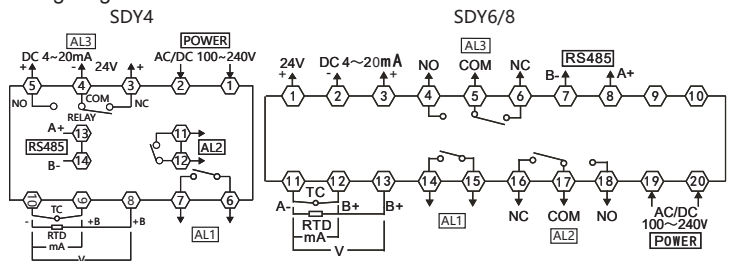 SDY4
AL3
POWER
DC 4~20mA - 24V + AC/DC 100~240V
+
5 4 3 2 1
NO COM NC
RELAY
A+ 13 11
RS485 AL2
B- 14 12
10 9 8 7 6
TC
- +B +B
RTD AL1
mA
V
SDY6/8
AL3
24V DC 4~20mA NO COM NC RS485
+ - + B- A+
1 2 3 4 5 6 7 8 9 10
11 12 13 14 15 16 17 18 19 20
TC
A- B+ B+ NC COM NO AC/DC
RTD AL1 AL2 100~240V
mA POWER
V